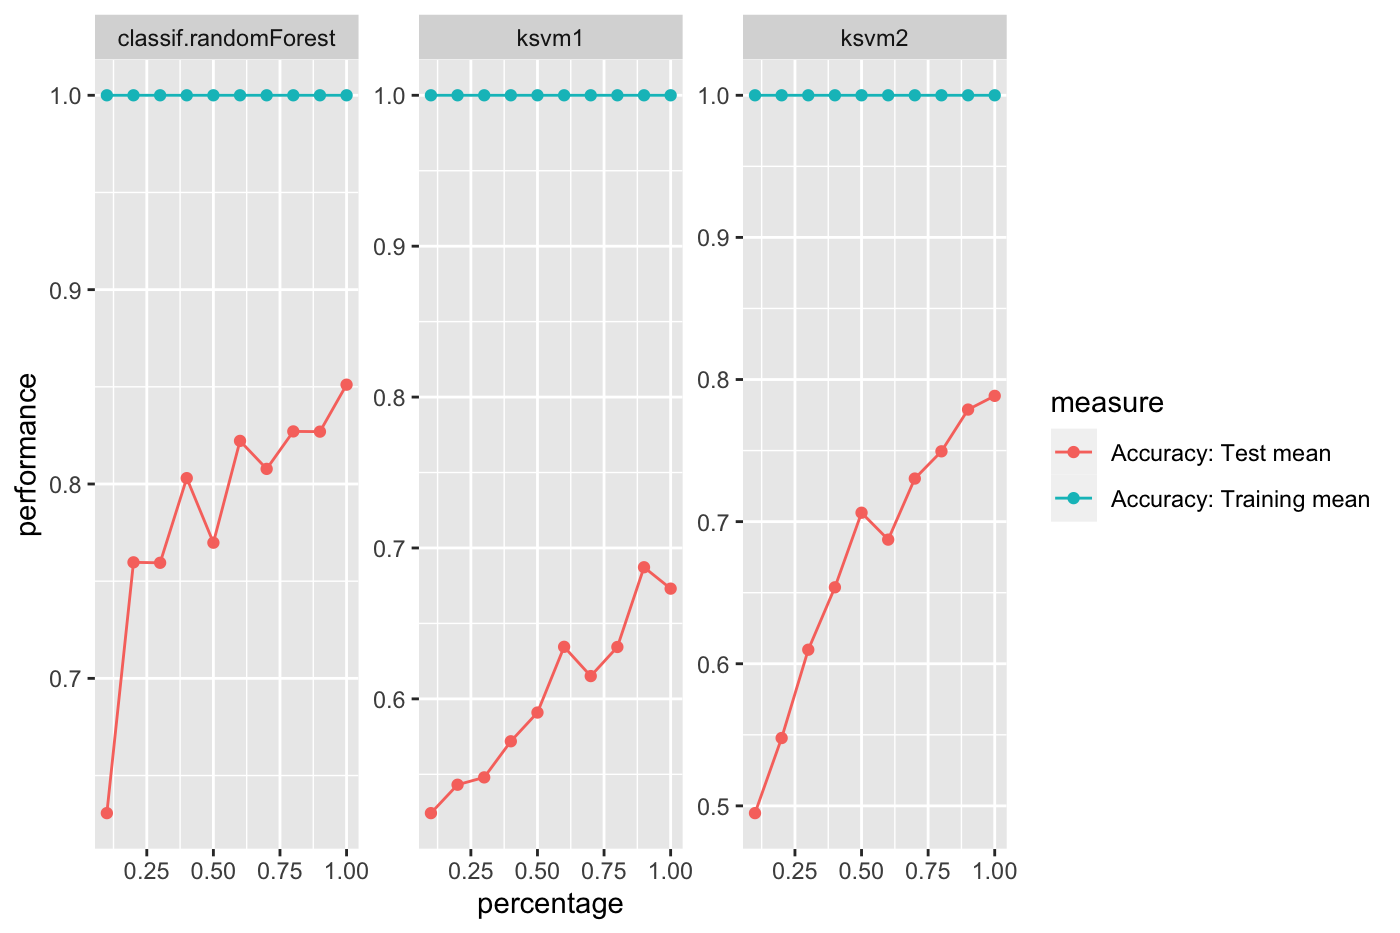 classif.randomForest
ksvm1
ksvm2
performance
1.0
0.9
0.8
0.7
1.0
0.9
0.8
0.7
0.6
1.0
0.9
0.8
0.7
0.6
0.5
0.25 0.50 0.75 1.00
0.25 0.50 0.75 1.00
0.25 0.50 0.75 1.00
percentage
measure
Accuracy: Test mean
Accuracy: Training mean